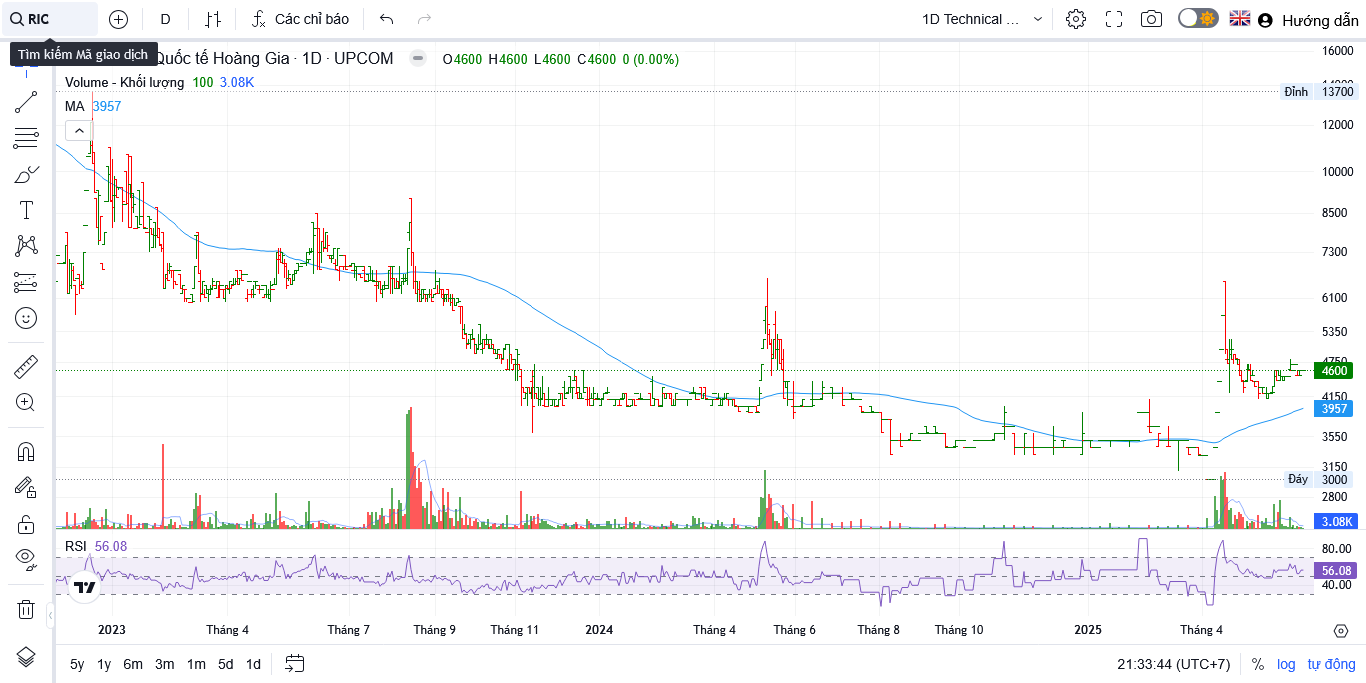 RIC D Các chỉ báo 1D Technical ... Hướng dẫn
Tìm kiếm Mã giao dịch Quốc tế Hoàng Gia · 1D · UPCOM O4600 H4600 L4600 C4600 0 (0.00%)
Volume - Khối lượng 100 3.08K
MA 3957
16000
Đỉnh 13700
12000
10000
8500
7300
6100
5350
4750
4600
4150
3957
3550
3150
Đáy 3000
2800
3.08K
RSI 56.08
80.00
56.08
40.00
2023 Tháng 4 Tháng 7 Tháng 9 Tháng 11 2024 Tháng 4 Tháng 6 Tháng 8 Tháng 10 2025 Tháng 4
5y 1y 6m 3m 1m 5d 1d 21:33:44 (UTC+7) % log tự động